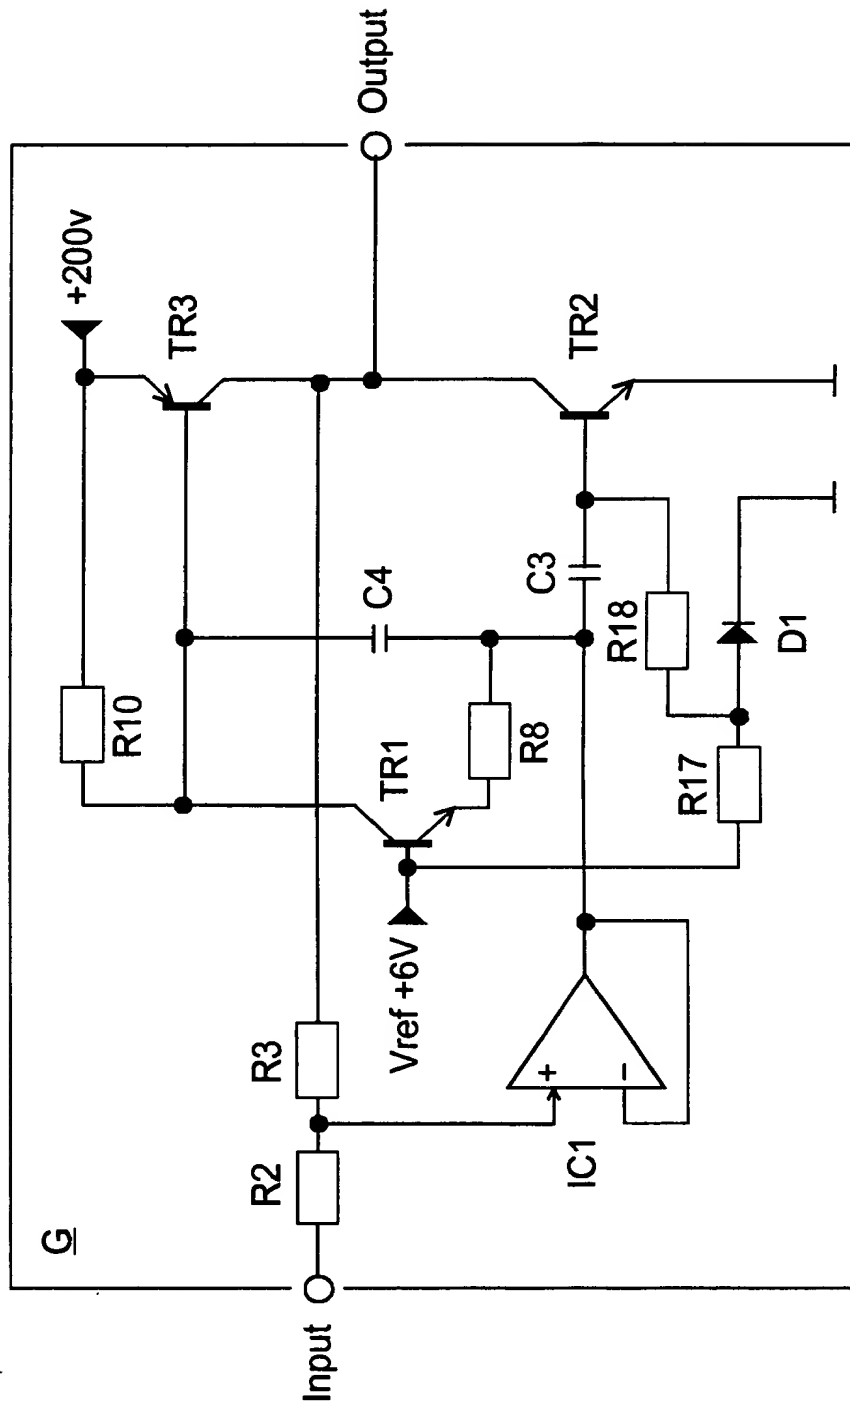 G
Input
R2
R3
IC1
+
−
Vref +6V
TR1
R8
R10
C4
C3
R17
R18
D1
+200v
TR3
TR2
Output